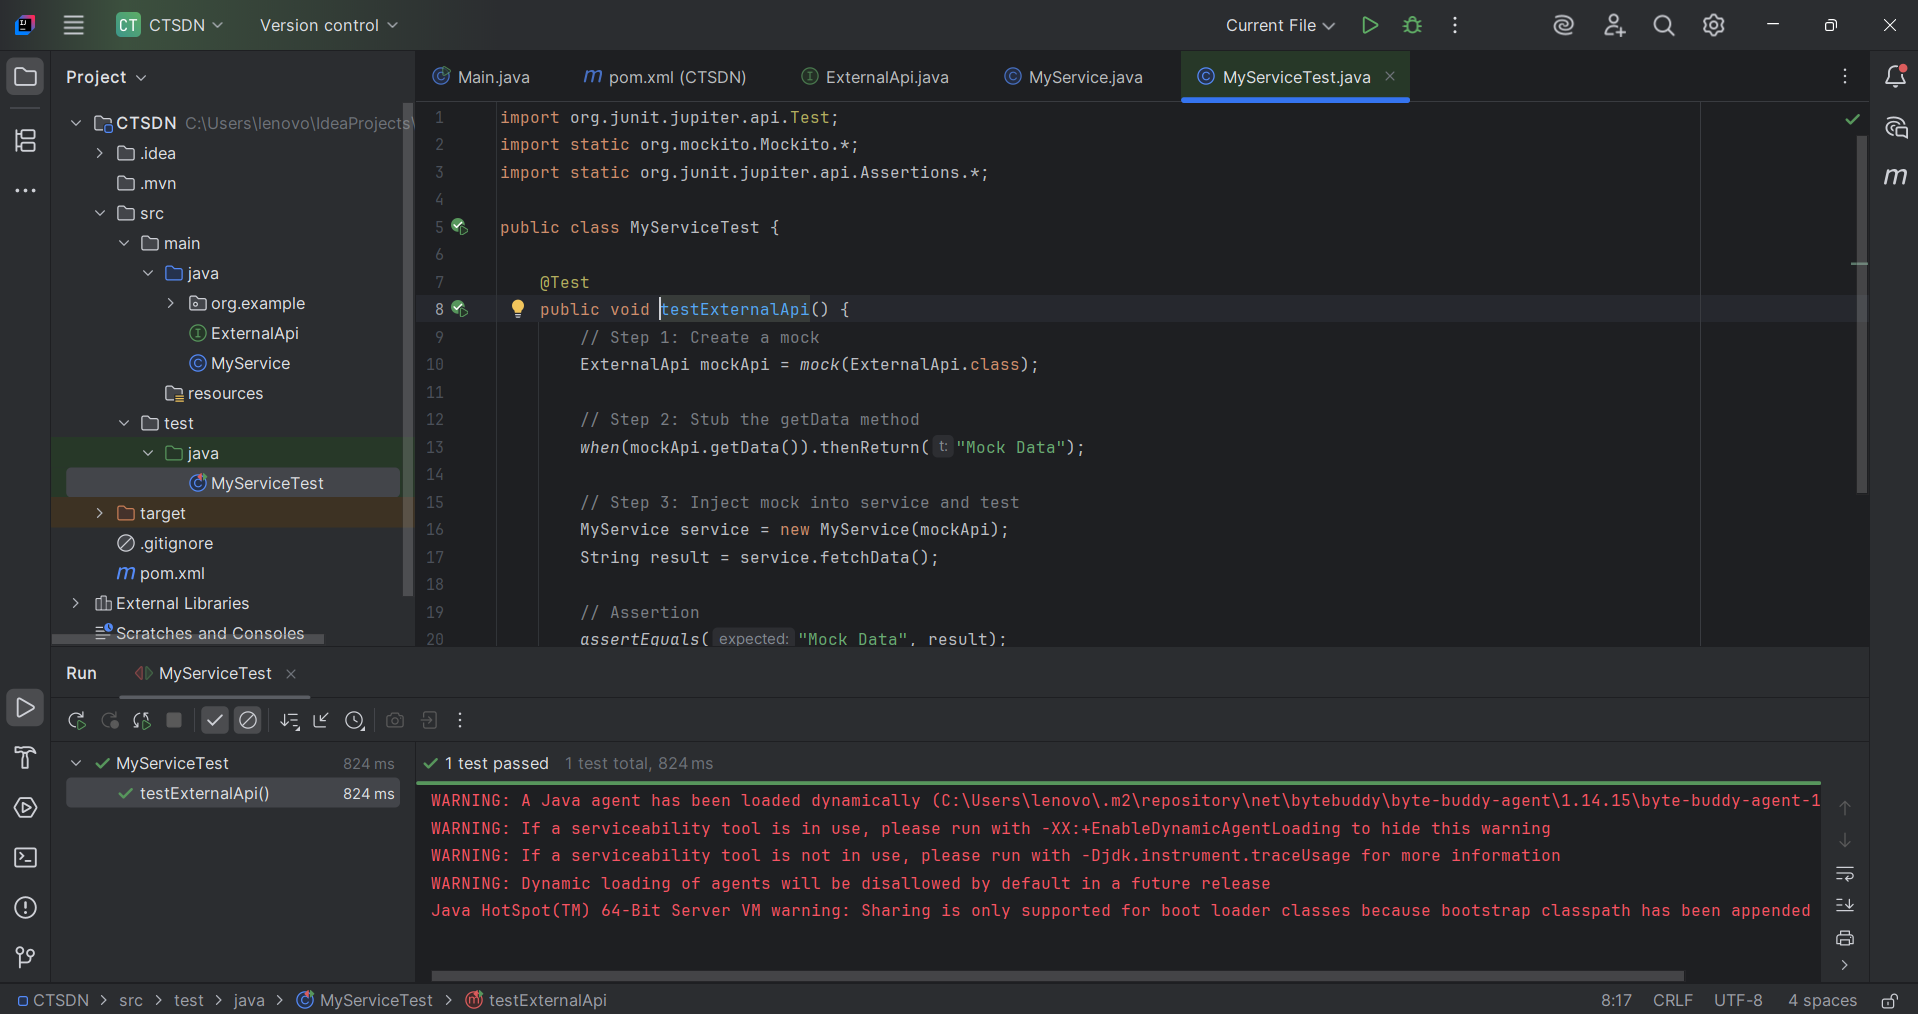 CT CTSDN Version control Current File
Project
Main.java pom.xml (CTSDN) ExternalApi.java MyService.java MyServiceTest.java
CTSDN C:\Users\lenovo\IdeaProjects\
.idea
.mvn
src
main
java
org.example
ExternalApi
MyService
resources
test
java
MyServiceTest
target
.gitignore
pom.xml
External Libraries
Scratches and Consoles
1 import org.junit.jupiter.api.Test;
2 import static org.mockito.Mockito.*;
3 import static org.junit.jupiter.api.Assertions.*;
4
5 public class MyServiceTest {
6
7 @Test
8 public void testExternalApi() {
9 // Step 1: Create a mock
10 ExternalApi mockApi = mock(ExternalApi.class);
11
12 // Step 2: Stub the getData method
13 when(mockApi.getData()).thenReturn( t: "Mock Data");
14
15 // Step 3: Inject mock into service and test
16 MyService service = new MyService(mockApi);
17 String result = service.fetchData();
18
19 // Assertion
20 assertEquals( expected: "Mock Data", result);
Run MyServiceTest
MyServiceTest 824 ms
testExternalApi() 824 ms
1 test passed 1 test total, 824 ms
WARNING: A Java agent has been loaded dynamically (C:\Users\lenovo\.m2\repository\net\bytebuddy\byte-buddy-agent\1.14.15\byte-buddy-agent-1
WARNING: If a serviceability tool is in use, please run with -XX:+EnableDynamicAgentLoading to hide this warning
WARNING: If a serviceability tool is not in use, please run with -Djdk.instrument.traceUsage for more information
WARNING: Dynamic loading of agents will be disallowed by default in a future release
Java HotSpot(TM) 64-Bit Server VM warning: Sharing is only supported for boot loader classes because bootstrap classpath has been appended
CTSDN > src > test > java > MyServiceTest > testExternalApi 8:17 CRLF UTF-8 4 spaces